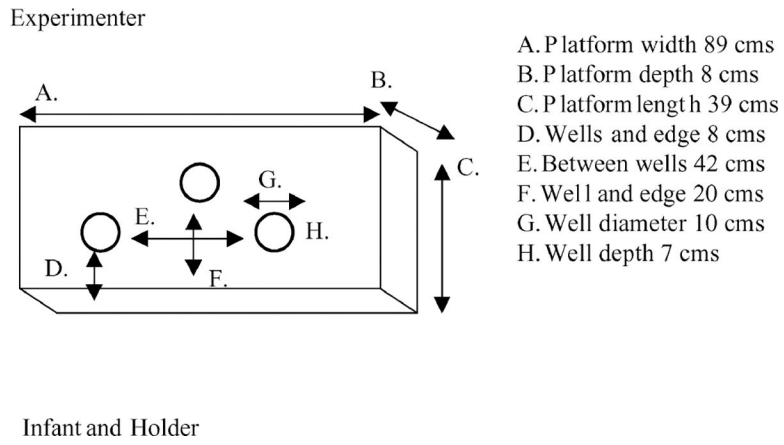 Experimenter
A. Platform width 89 cms
B. Platform depth 8 cms
C. Platform length 39 cms
D. Wells and edge 8 cms
E. Between wells 42 cms
F. Well and edge 20 cms
G. Well diameter 10 cms
H. Well depth 7 cms
A.
B.
C.
G.
E.
H.
D.
F.
Infant and Holder